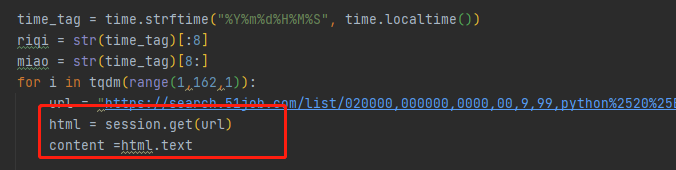 time_tag = time.strftime("%Y%m%d%H%M%S", time.localtime())
riqi = str(time_tag)[:8]
miao = str(time_tag)[8:]
for i in tqdm(range(1,162,1)):
url = "https://search.51job.com/list/020000,000000,0000,00,9,99,python%2520%25
html = session.get(url)
content =html.text